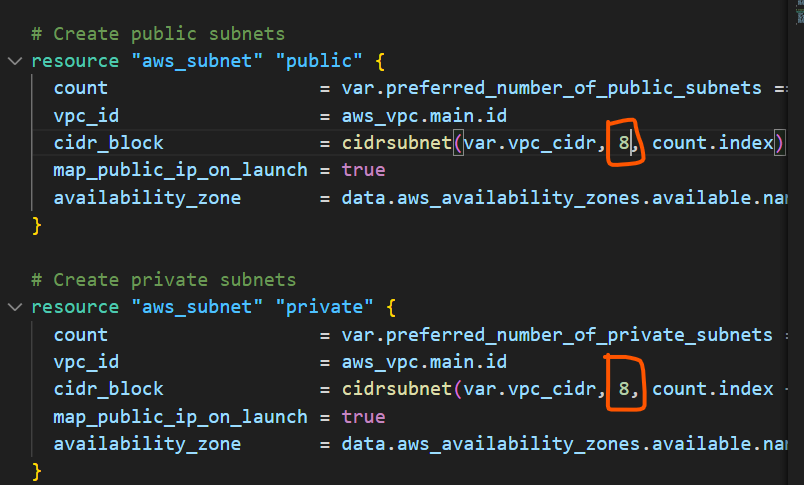 # Create public subnets
resource "aws_subnet" "public" {
count = var.preferred_number_of_public_subnets ==
vpc_id = aws_vpc.main.id
cidr_block = cidrsubnet(var.vpc_cidr, 8, count.index)
map_public_ip_on_launch = true
availability_zone = data.aws_availability_zones.available.nam
}
# Create private subnets
resource "aws_subnet" "private" {
count = var.preferred_number_of_private_subnets =
vpc_id = aws_vpc.main.id
cidr_block = cidrsubnet(var.vpc_cidr, 8, count.index
map_public_ip_on_launch = true
availability_zone = data.aws_availability_zones.available.nam
}